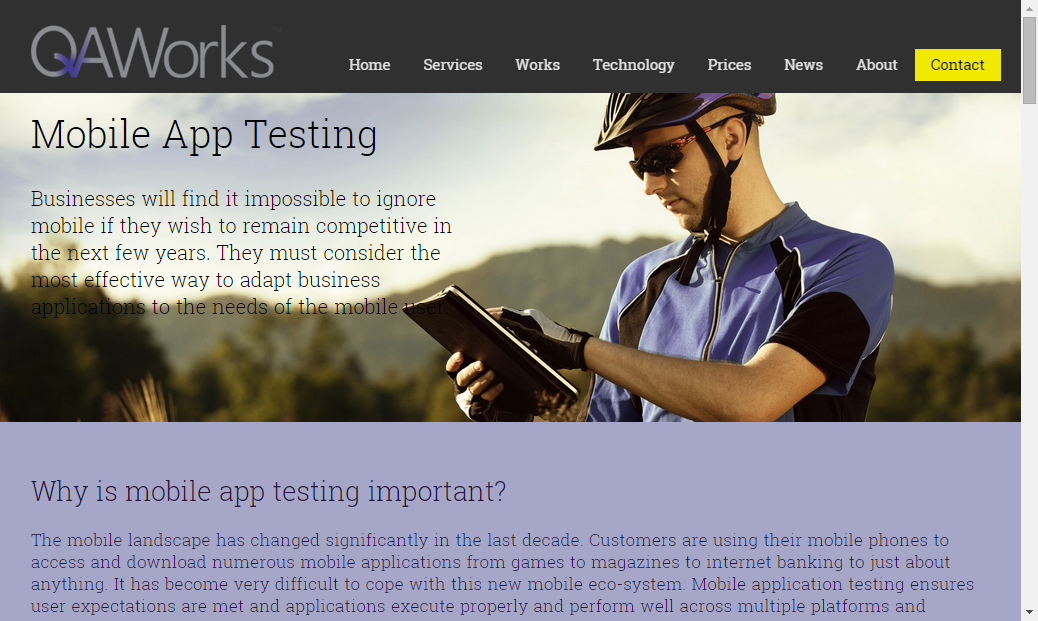 QAWorks
Home Services Works Technology Prices News About Contact
Mobile App Testing
Businesses will find it impossible to ignore
mobile if they wish to remain competitive in
the next few years. They must consider the
most effective way to adapt business
applications to the needs of the mobile user.
Why is mobile app testing important?
The mobile landscape has changed significantly in the last decade. Customers are using their mobile phones to
access and download numerous mobile applications from games to magazines to internet banking to just about
anything. It has become very difficult to cope with this new mobile eco-system. Mobile application testing ensures
user expectations are met and applications execute properly and perform well across multiple platforms and